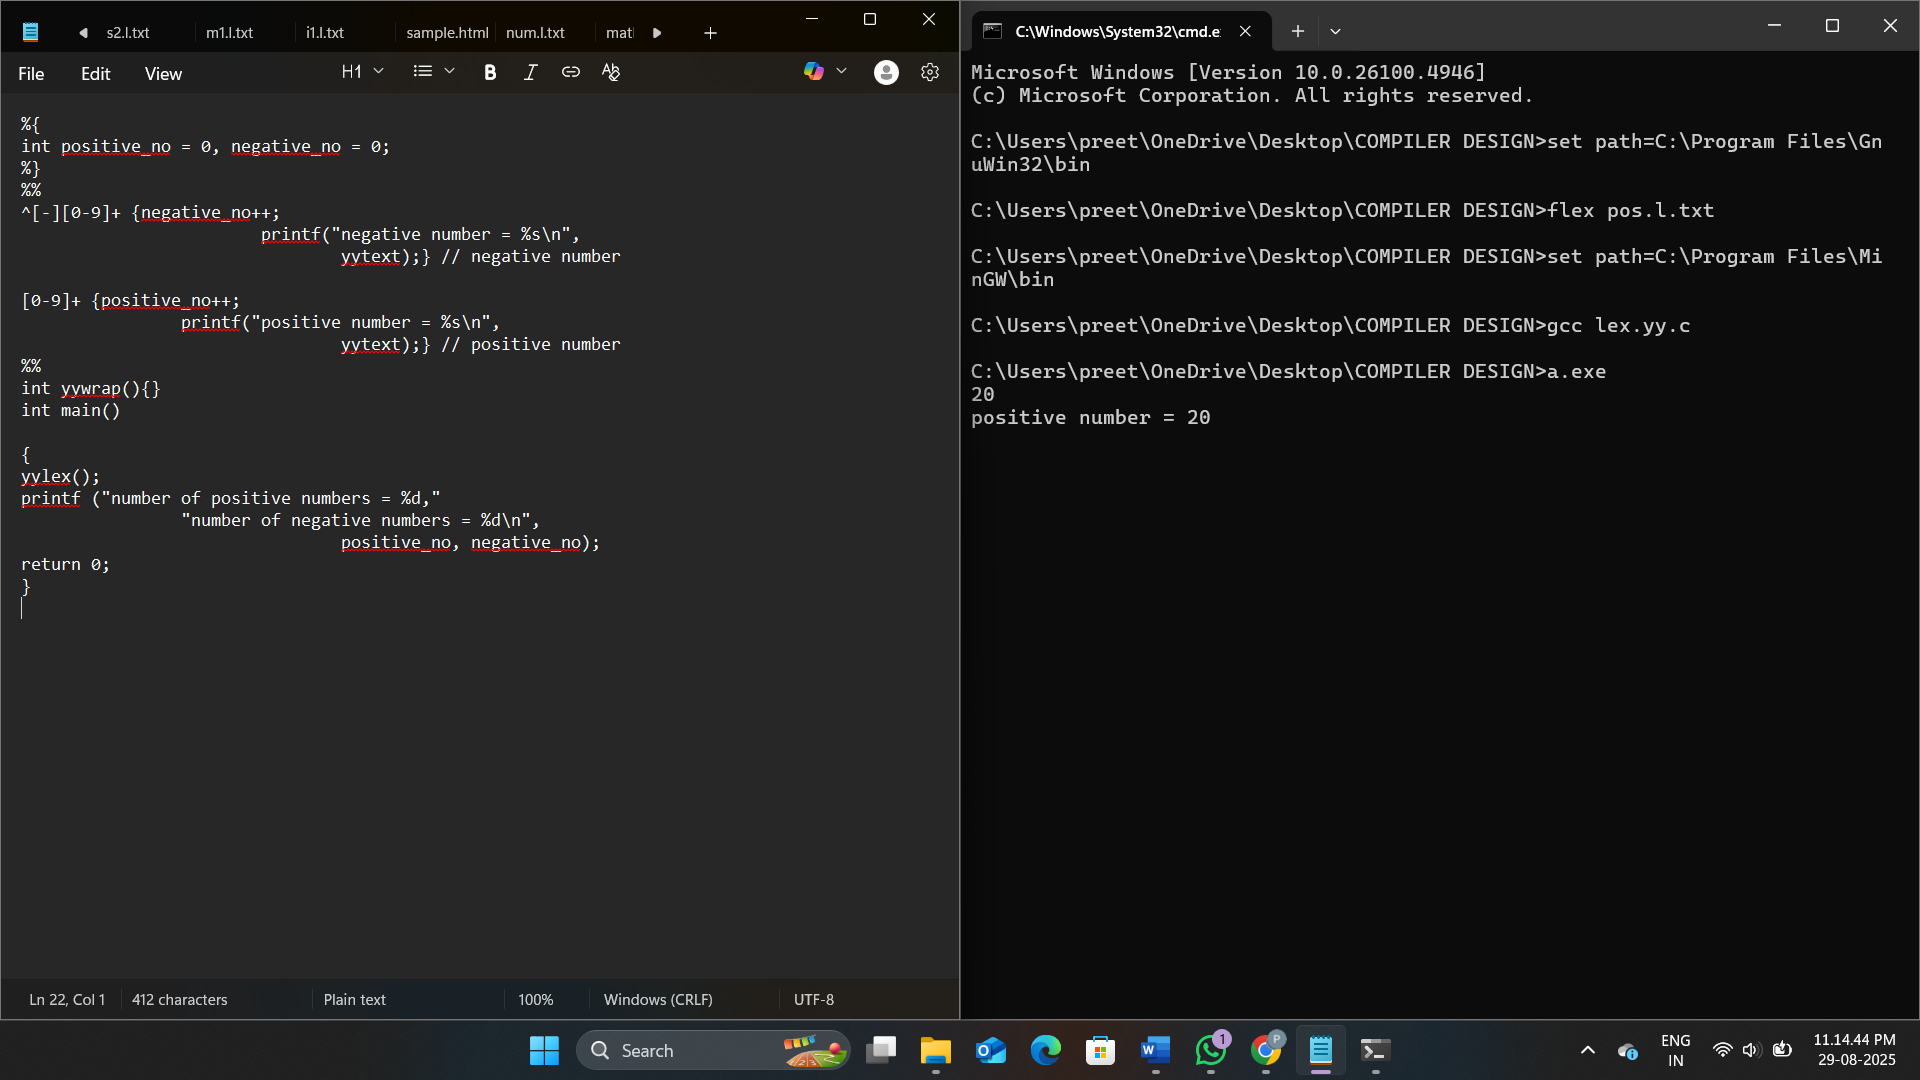 s2.l.txt m1.l.txt i1.l.txt sample.html num.l.txt mat
File Edit View H1
%{
int positive_no = 0, negative_no = 0;
%}
%%
^[-][0-9]+ {negative_no++;
printf("negative number = %s\n",
yytext);} // negative number
[0-9]+ {positive_no++;
printf("positive number = %s\n",
yytext);} // positive number
%%
int yywrap(){}
int main()
{
yylex();
printf ("number of positive numbers = %d,"
"number of negative numbers = %d\n",
positive_no, negative_no);
return 0;
}
Ln 22, Col 1 412 characters Plain text 100% Windows (CRLF) UTF-8
C:\Windows\System32\cmd.e
Microsoft Windows [Version 10.0.26100.4946]
(c) Microsoft Corporation. All rights reserved.
C:\Users\preet\OneDrive\Desktop\COMPILER DESIGN>set path=C:\Program Files\Gn
uWin32\bin
C:\Users\preet\OneDrive\Desktop\COMPILER DESIGN>flex pos.l.txt
C:\Users\preet\OneDrive\Desktop\COMPILER DESIGN>set path=C:\Program Files\Mi
nGW\bin
C:\Users\preet\OneDrive\Desktop\COMPILER DESIGN>gcc lex.yy.c
C:\Users\preet\OneDrive\Desktop\COMPILER DESIGN>a.exe
20
positive number = 20
Search
1
P
ENG
IN
11.14.44 PM
29-08-2025